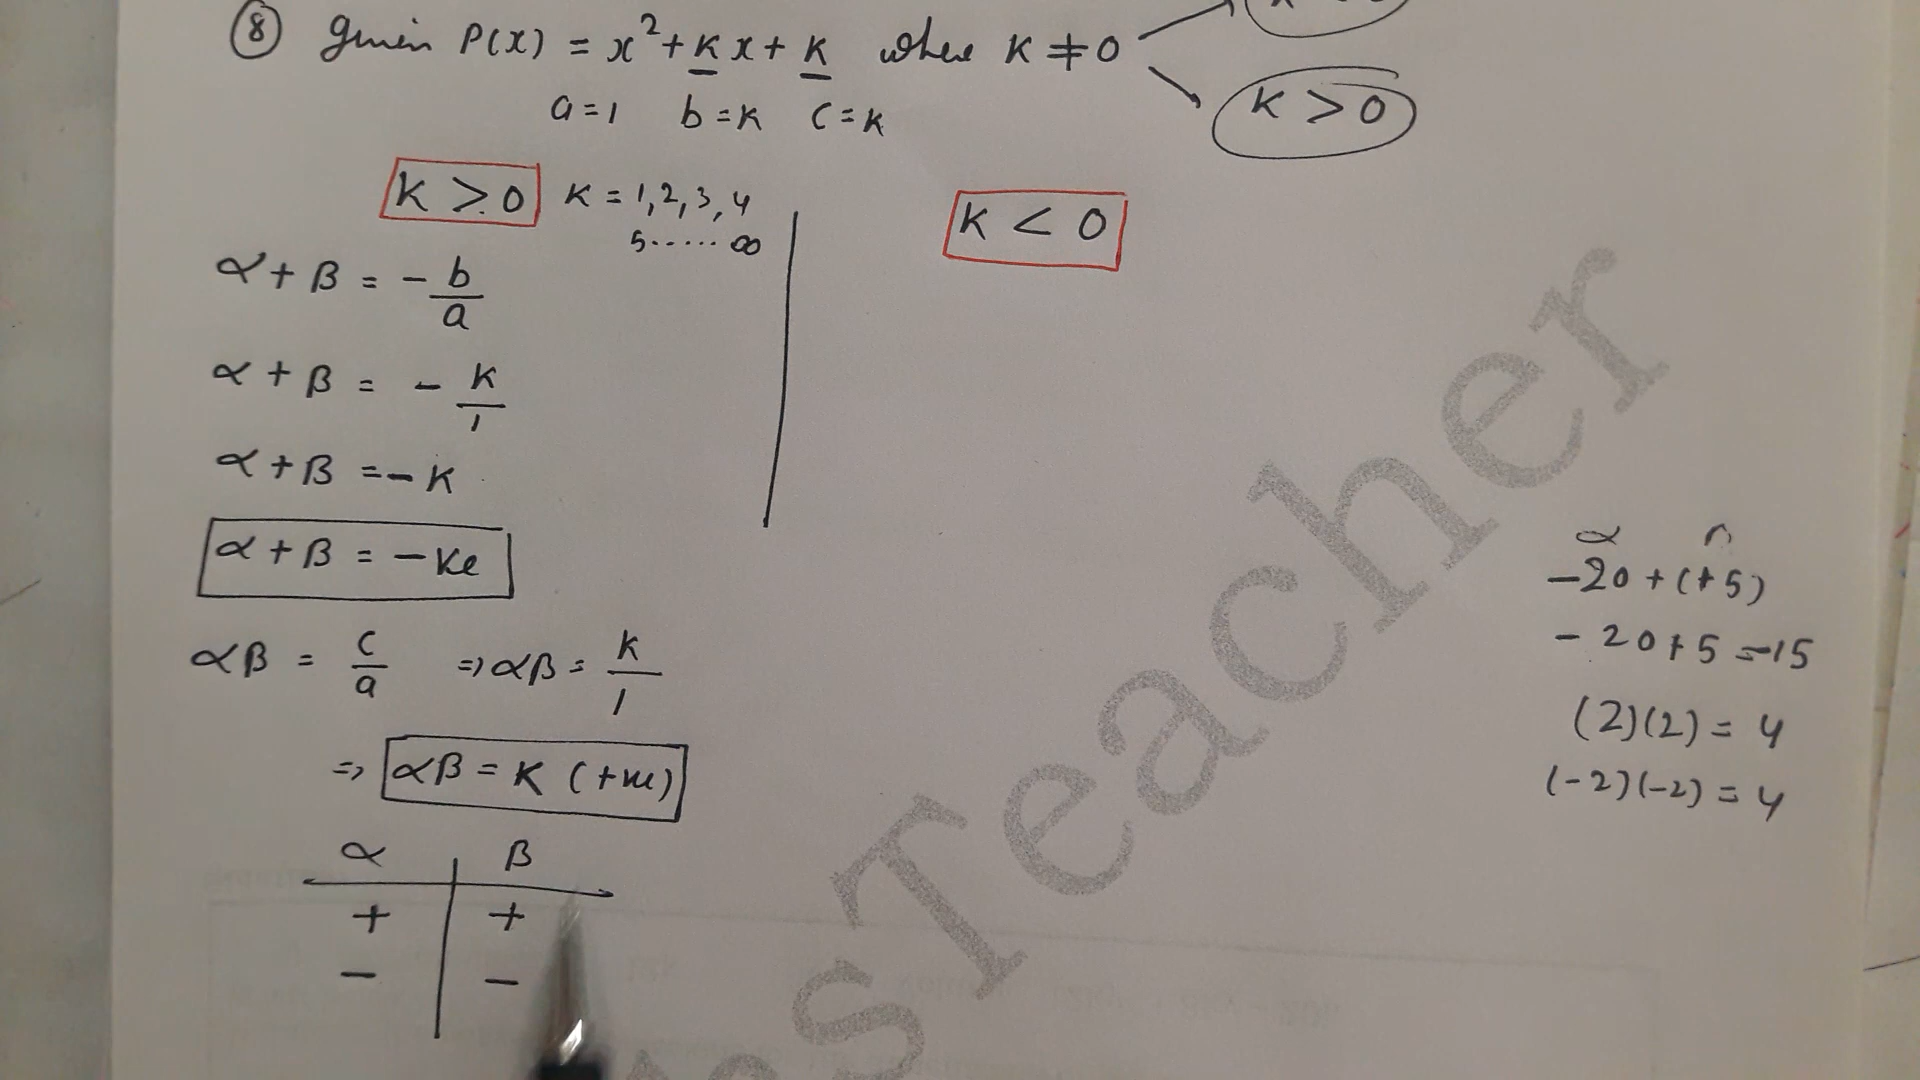 ⑧ Given P(x) = x² + K x + K where K ≠ 0
K > 0
a = 1 b = K C = K
K > 0 K = 1, 2, 3, 4
5 ...... ∞
α + β = - b/a
α + β = - K/1
α + β = - K
α + β = - Ke
αβ = C/a ⇒ αβ = K/1
⇒ αβ = K (+ve)
α β
+ +
- -
K < 0
α
-20 + (+5)
- 20 + 5 = -15
(2)(2) = 4
(-2)(-2) = 4
Teacher